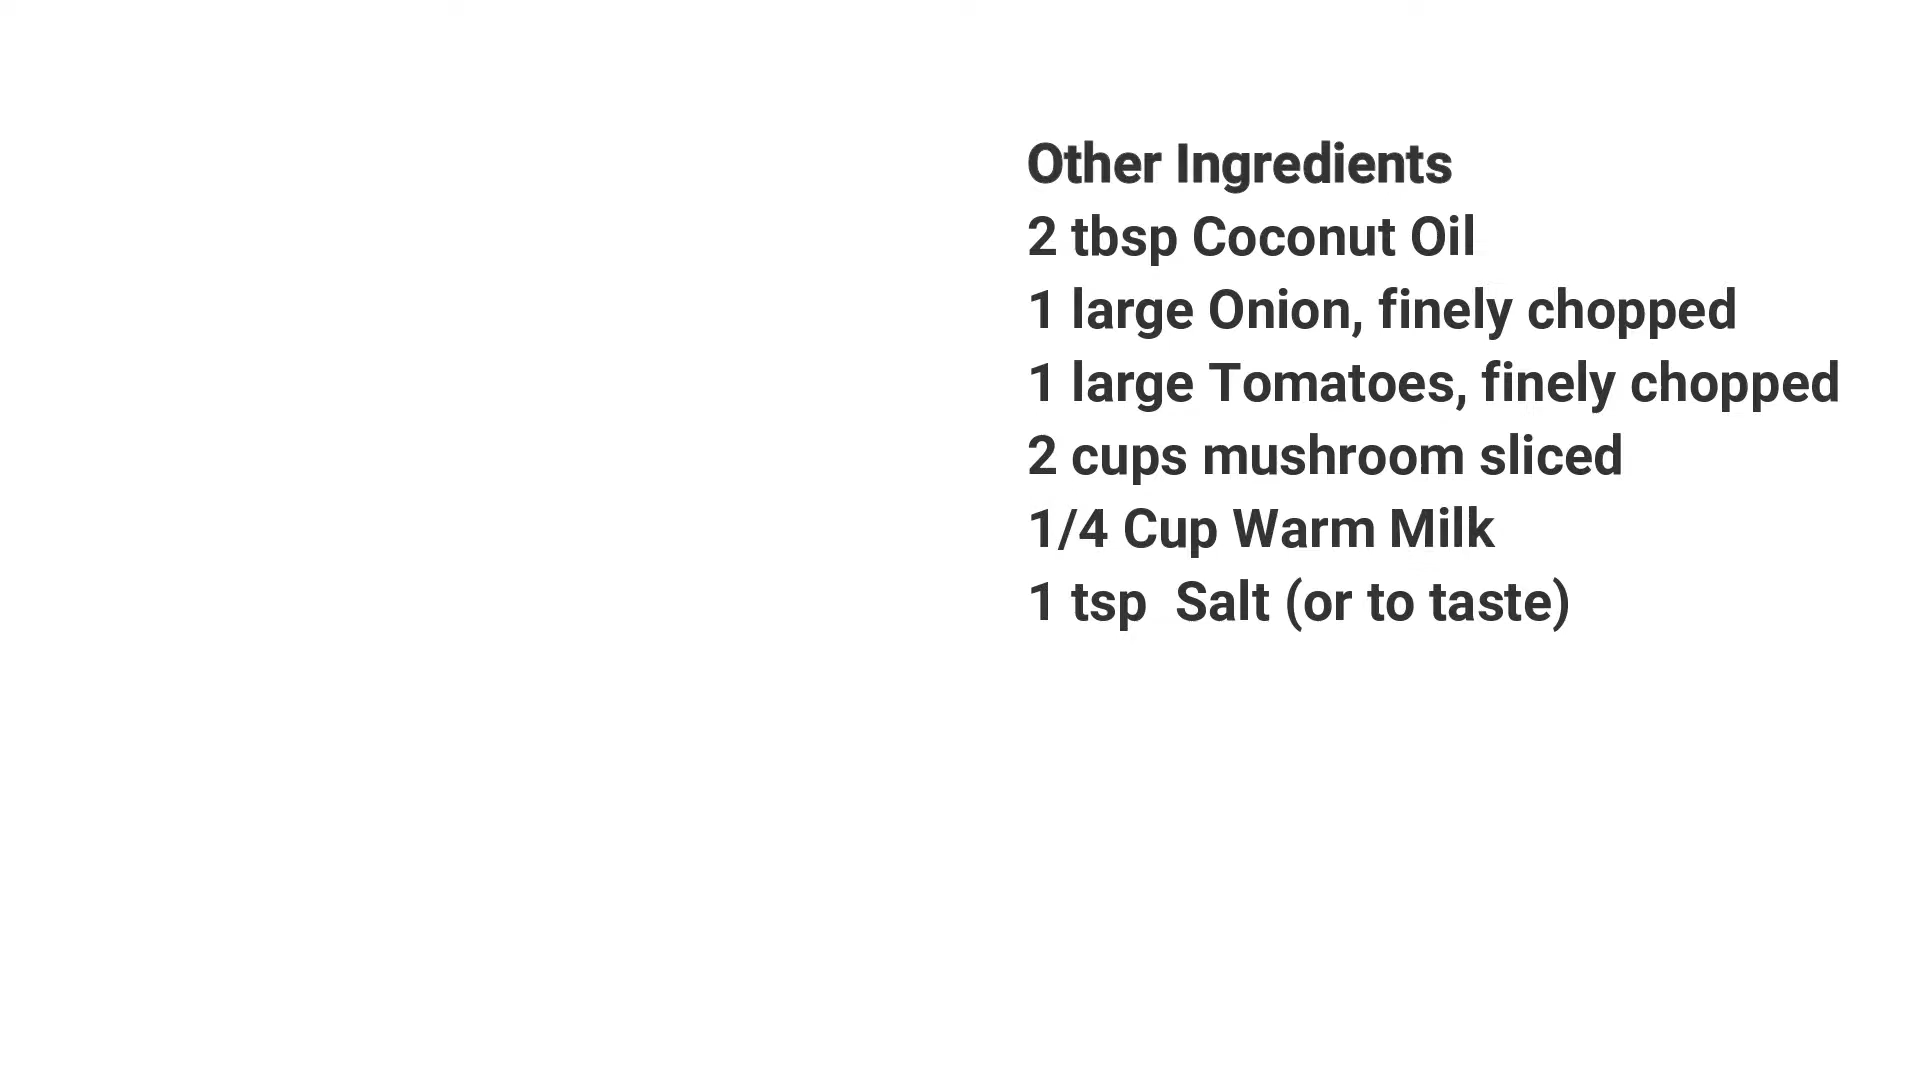 Other Ingredients
2 tbsp Coconut Oil
1 large Onion, finely chopped
1 large Tomatoes, finely chopped
2 cups mushroom sliced
1/4 Cup Warm Milk
1 tsp  Salt (or to taste)